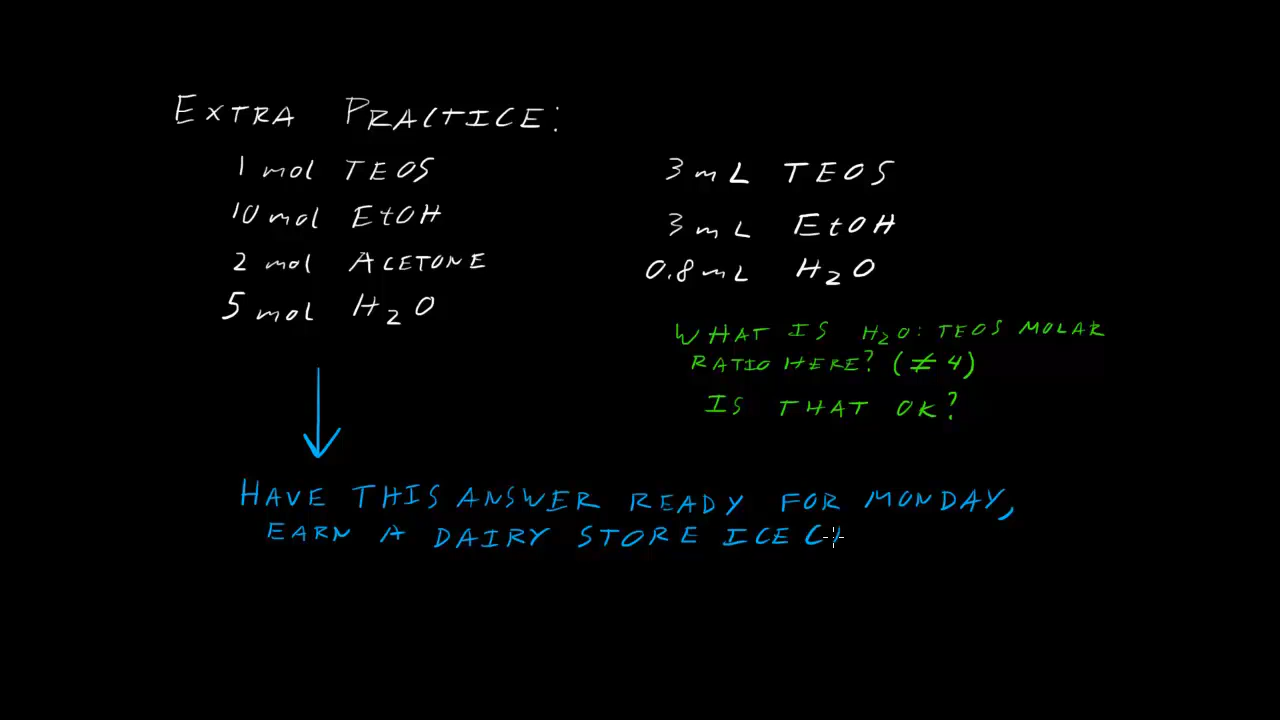 EXTRA PRACTICE:
1 mol TEOS
10 mol EtOH
2 mol ACETONE
5 mol H2O
3 mL TEOS
3 mL EtOH
0.8 mL H2O
WHAT IS H2O: TEOS MOLAR
RATIO HERE? (≠ 4)
IS THAT OK?
HAVE THIS ANSWER READY FOR MONDAY,
EARN A DAIRY STORE ICE